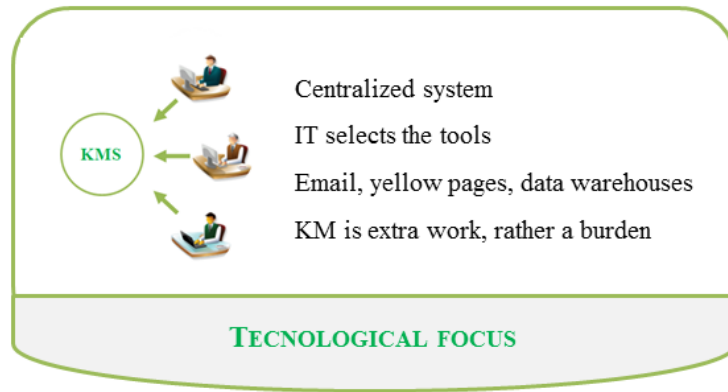 KMS
Centralized system
IT selects the tools
Email, yellow pages, data warehouses
KM is extra work, rather a burden
TECNOLOGICAL FOCUS